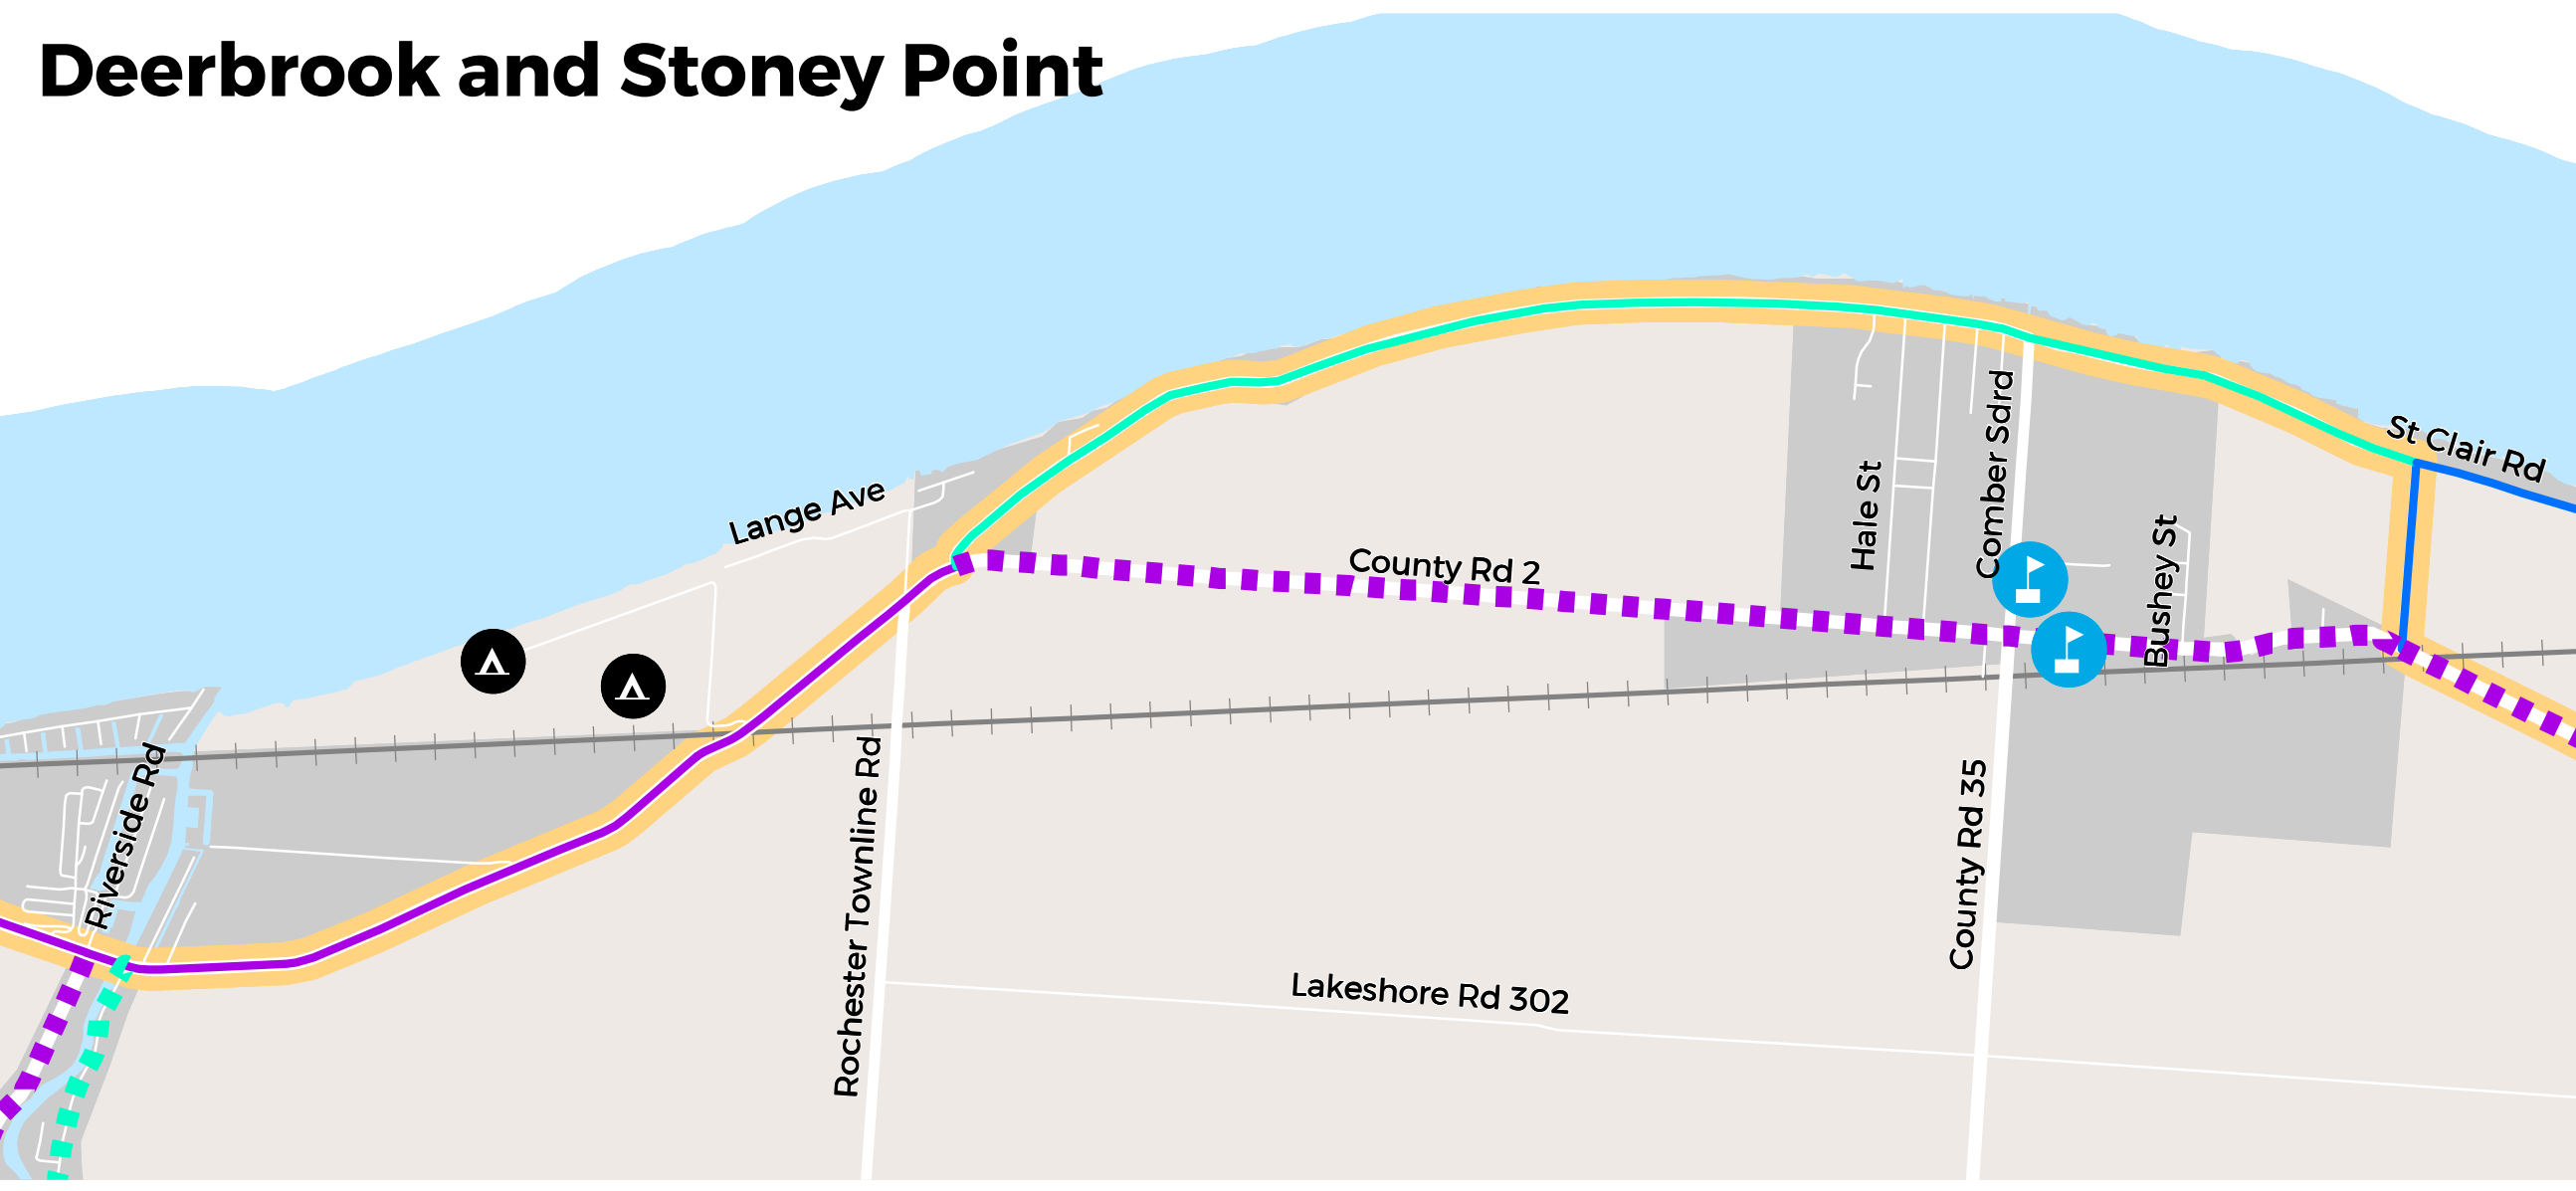 Deerbrook and Stoney Point
St Clair Rd
Lange Ave
Hale St
Comber Sdrd
County Rd 2
Bushey St
Riverside Rd
Rochester Townline Rd
County Rd 35
Lakeshore Rd 302